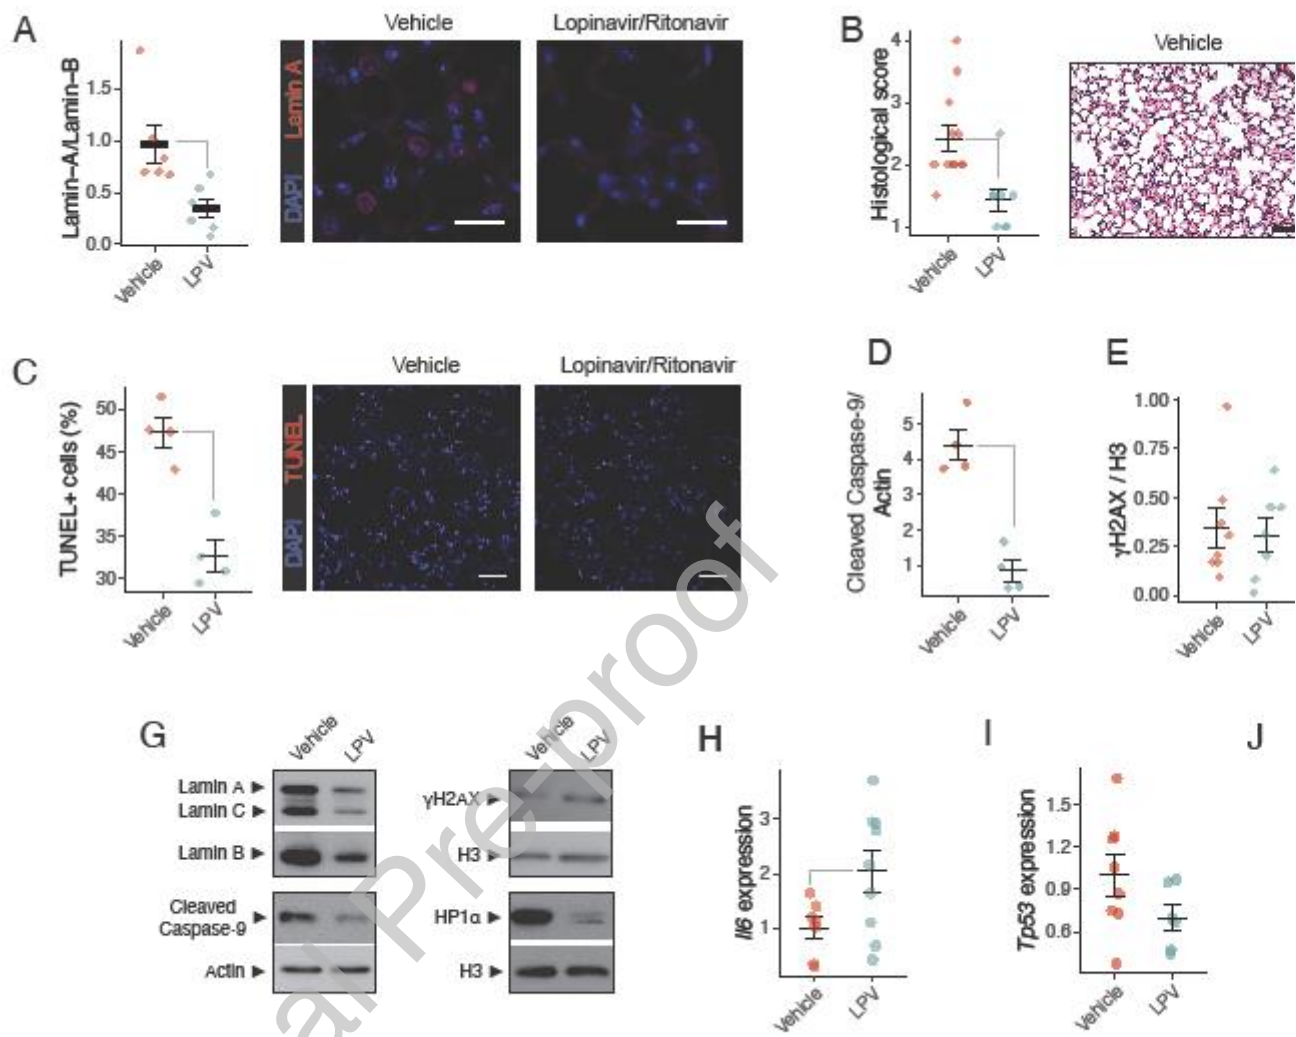 A
Vehicle
Lopinavir/Ritonavir
Lamin–A/Lamin–B
1.5
1.0
0.5
0.0
Vehicle
LPV
DAPI Lamin A
B
Vehicle
Histological score
4
3
2
1
Vehicle
LPV
C
Vehicle
Lopinavir/Ritonavir
TUNEL+ cells (%)
50
45
40
35
30
Vehicle
LPV
DAPI TUNEL
D
Cleaved Caspase-9/
Actin
5
4
3
2
1
Vehicle
LPV
E
γH2AX / H3
1.00
0.75
0.50
0.25
0.00
Vehicle
LPV
G
Vehicle
LPV
Lamin A
Lamin C
Lamin B
Cleaved
Caspase-9
Actin
Vehicle
LPV
γH2AX
H3
HP1α
H3
H
Il6 expression
3
2
1
Vehicle
LPV
I
Tp53 expression
1.5
1.2
0.9
0.6
Vehicle
LPV
J
al Pre-proof